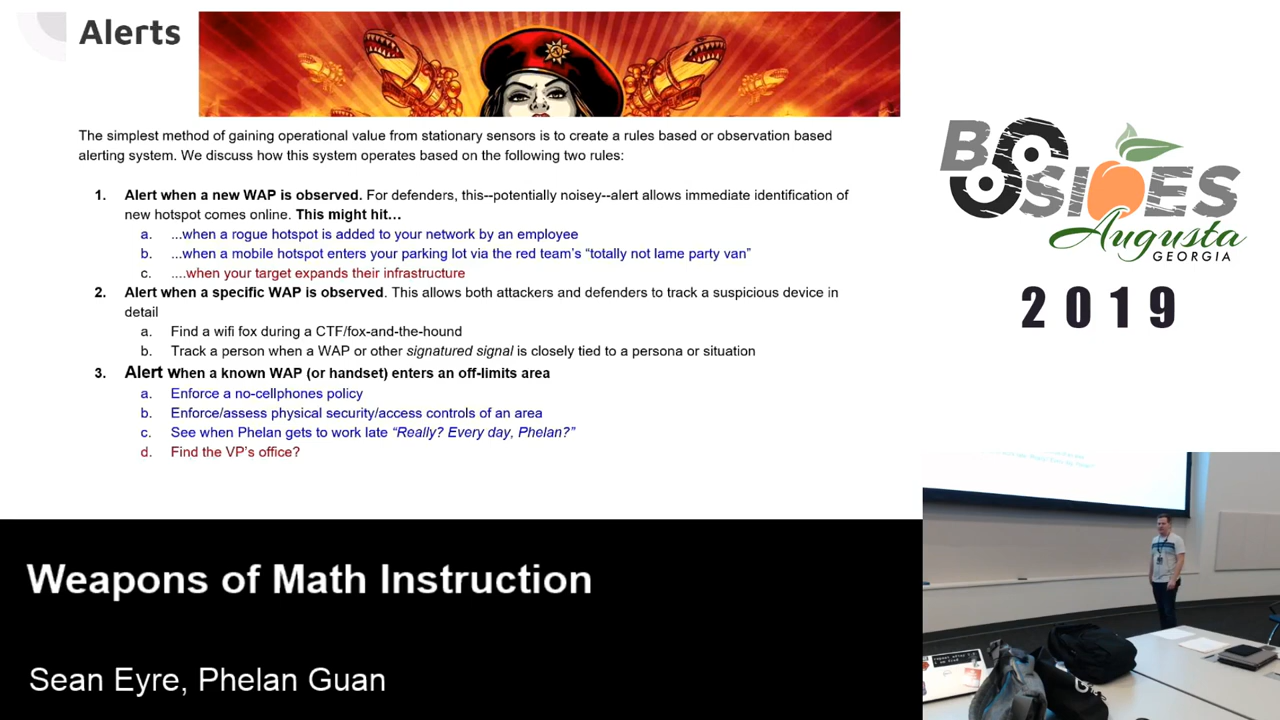 Alerts
The simplest method of gaining operational value from stationary sensors is to create a rules based or observation based
alerting system. We discuss how this system operates based on the following two rules:
1. Alert when a new WAP is observed. For defenders, this--potentially noisey--alert allows immediate identification of
new hotspot comes online. This might hit…
a. ...when a rogue hotspot is added to your network by an employee
b. ...when a mobile hotspot enters your parking lot via the red team's “totally not lame party van”
c. ....when your target expands their infrastructure
2. Alert when a specific WAP is observed. This allows both attackers and defenders to track a suspicious device in
detail
a. Find a wifi fox during a CTF/fox-and-the-hound
b. Track a person when a WAP or other signatured signal is closely tied to a persona or situation
3. Alert when a known WAP (or handset) enters an off-limits area
a. Enforce a no-cellphones policy
b. Enforce/assess physical security/access controls of an area
c. See when Phelan gets to work late “Really? Every day, Phelan?”
d. Find the VP's office?
BSIDES
Augusta
GEORGIA
2019
Weapons of Math Instruction
Sean Eyre, Phelan Guan